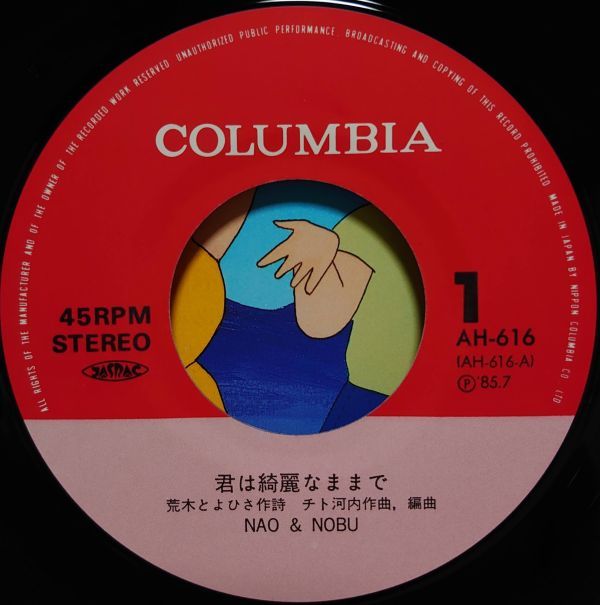 ALL RIGHTS OF THE MANUFACTURER AND OF THE OWNER OF THE RECORDED WORK RESERVED UNAUTHORIZED PUBLIC PERFORMANCE. BROADCASTING AND COPYING OF THIS RECORD PROHIBITED MADE IN JAPAN BY NIPPON COLUMBIA CO. LTD
COLUMBIA
45RPM
STEREO
JASRAC
1
AH-616
(AH-616-A)
Ⓟ'85.7
君は綺麗なままで
荒木とよひさ作詩 チト河内作曲,編曲
NAO & NOBU